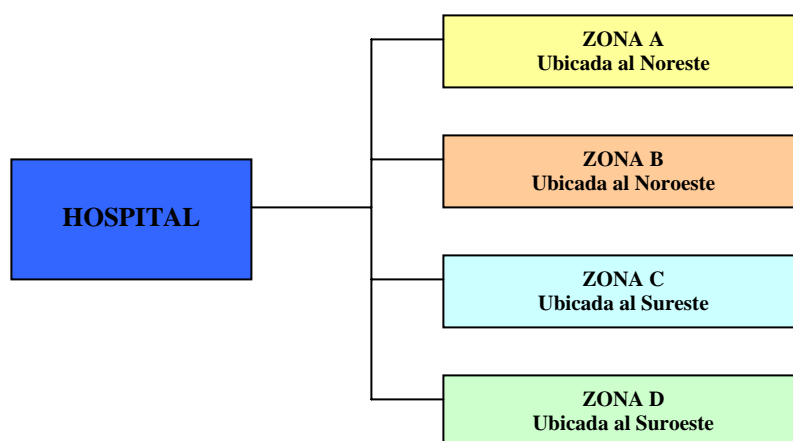 HOSPITAL
ZONA A
Ubicada al Noreste
ZONA B
Ubicada al Noroeste
ZONA C
Ubicada al Sureste
ZONA D
Ubicada al Suroeste